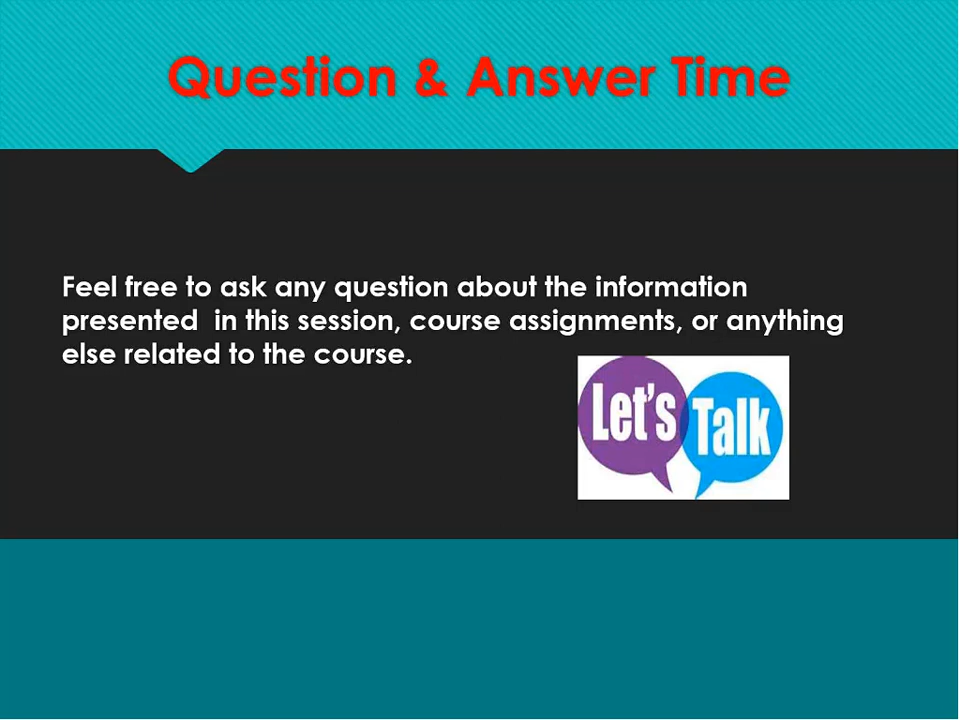 Question & Answer Time
Feel free to ask any question about the information
presented  in this session, course assignments, or anything
else related to the course.
Let's Talk